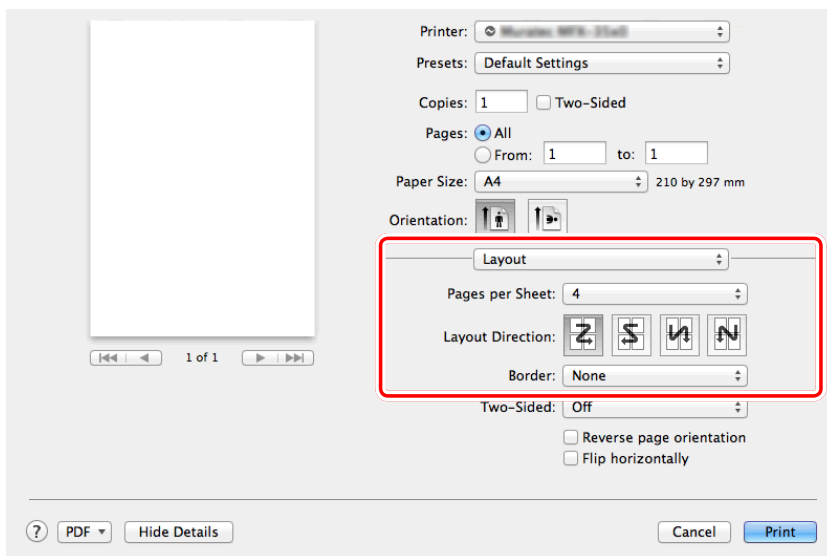 Printer:
Presets: Default Settings
Copies: 1 Two-Sided
Pages: All
From: 1 to: 1
Paper Size: A4 210 by 297 mm
Orientation:
Layout
Pages per Sheet: 4
Layout Direction:
1 of 1
Border: None
Two-Sided: Off
Reverse page orientation
Flip horizontally
? PDF Hide Details Cancel Print